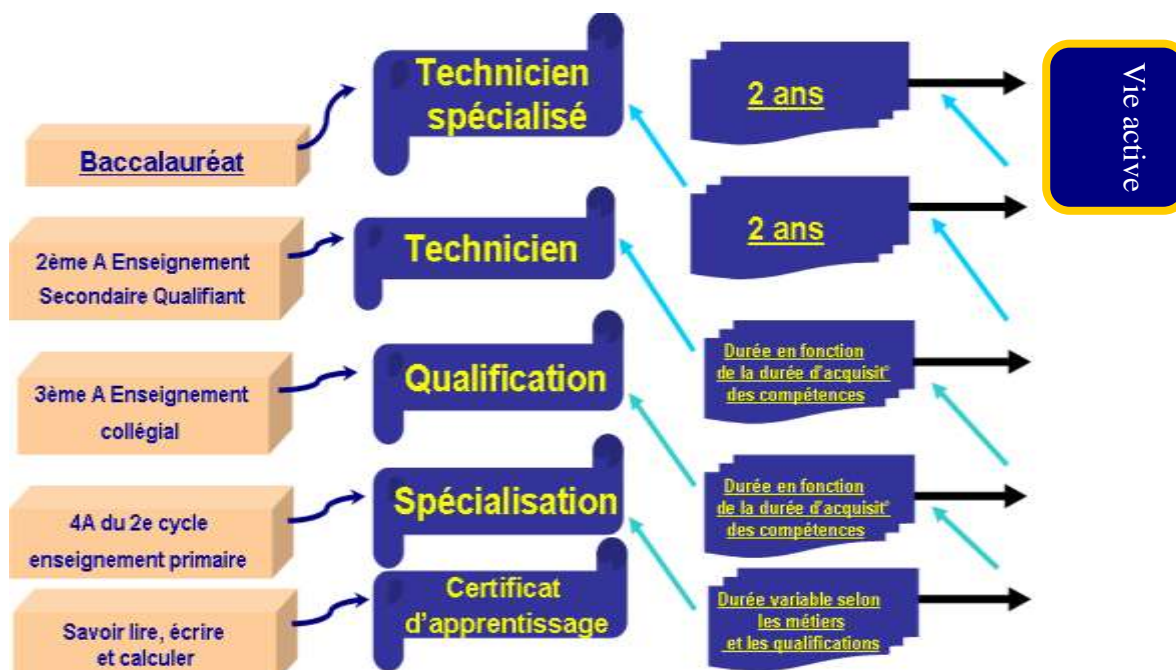 Baccalauréat
Technicien
spécialisé
2 ans
Vie active
2ème A Enseignement
Secondaire Qualifiant
Technicien
2 ans
3ème A Enseignement
collégial
Qualification
Durée en fonction
de la durée d'acquisit°
des compétences
4A du 2e cycle
enseignement primaire
Spécialisation
Durée en fonction
de la durée d'acquisit°
des compétences
Savoir lire, écrire
et calculer
Certificat
d'apprentissage
Durée variable selon
les métiers
et les qualifications